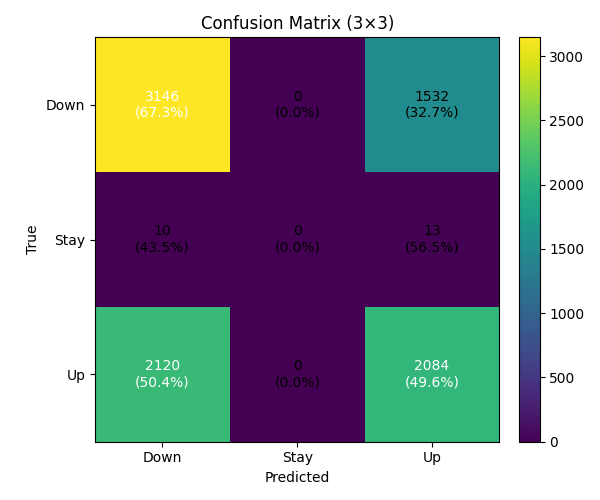 Confusion Matrix (3×3)
3000
2500
2000
1500
1000
500
0
True
Down
Stay
Up
3146
(67.3%)
0
(0.0%)
1532
(32.7%)
10
(43.5%)
0
(0.0%)
13
(56.5%)
2120
(50.4%)
0
(0.0%)
2084
(49.6%)
Down
Stay
Up
Predicted